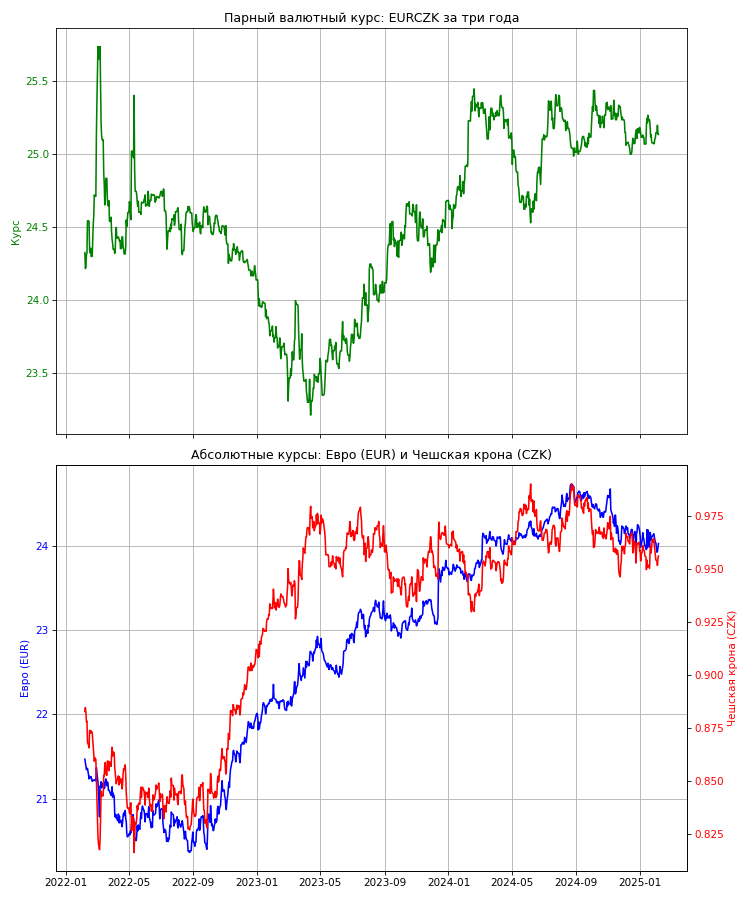 Парный валютный курс: EURCZK за три года
25.5
25.0
24.5
24.0
23.5
Курс
Абсолютные курсы: Евро (EUR) и Чешская крона (CZK)
24
23
22
21
Евро (EUR)
0.975
0.950
0.925
0.900
0.875
0.850
0.825
Чешская крона (CZK)
2022-01 2022-05 2022-09 2023-01 2023-05 2023-09 2024-01 2024-05 2024-09 2025-01